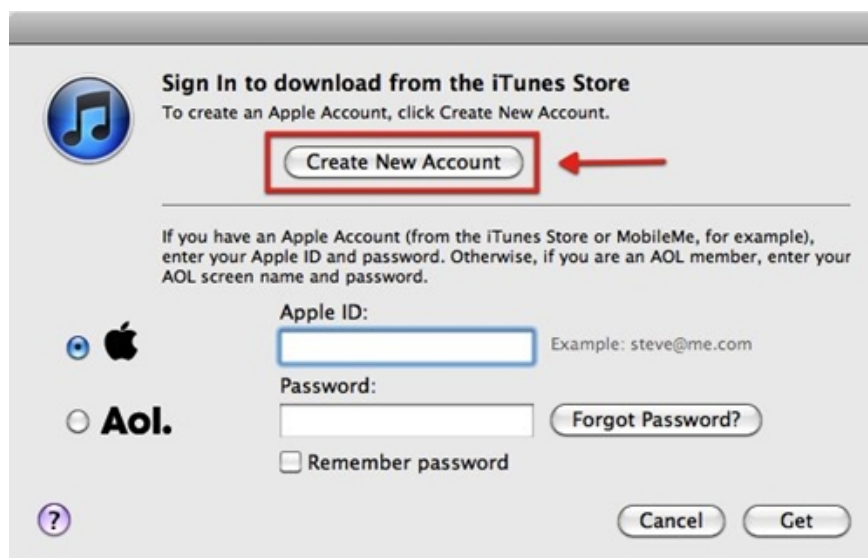 Sign In to download from the iTunes Store
To create an Apple Account, click Create New Account.
Create New Account
If you have an Apple Account (from the iTunes Store or MobileMe, for example),
enter your Apple ID and password. Otherwise, if you are an AOL member, enter your
AOL screen name and password.
Apple ID:
Example: steve@me.com
Password:
Aol.
Forgot Password?
Remember password
?
Cancel
Get